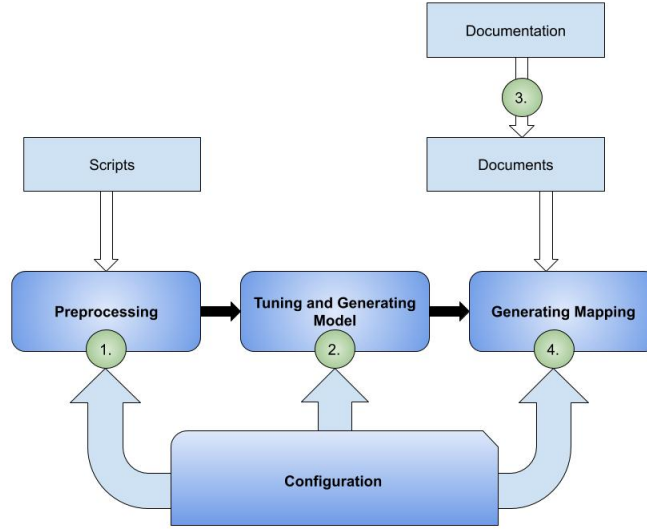 Documentation
3.
Scripts
Documents
Preprocessing
Tuning and Generating
Model
Generating Mapping
1.
2.
4.
Configuration